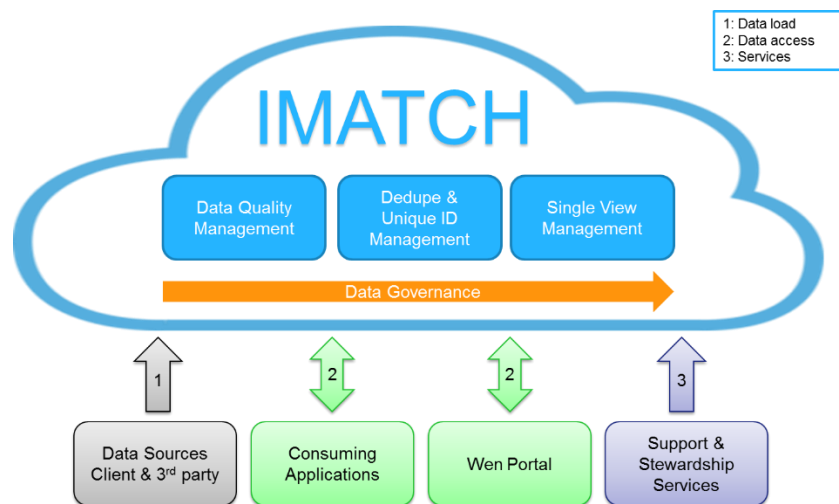 1: Data load
2: Data access
3: Services
IMATCH
Data Quality
Management
Dedupe &
Unique ID
Management
Single View
Management
Data Governance
1
2
2
3
Data Sources
Client & 3rd party
Consuming
Applications
Wen Portal
Support &
Stewardship
Services